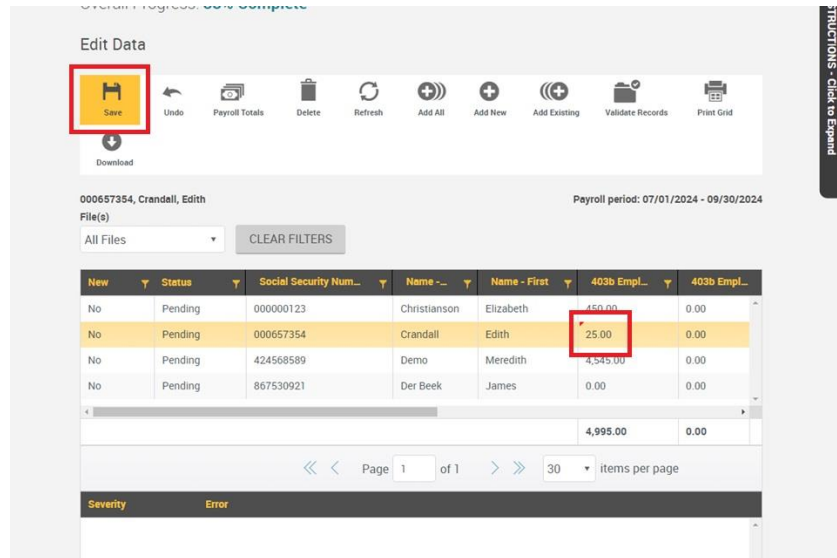 Overall Progress: 88% Complete
Edit Data
Save
Undo
Payroll Totals
Delete
Refresh
Add All
Add New
Add Existing
Validate Records
Print Grid
Download
000657354, Crandall, Edith
Payroll period: 07/01/2024 - 09/30/2024
File(s)
All Files
CLEAR FILTERS
New Status Social Security Num... Name -... Name - First 403b Empl... 403b Empl...
No Pending 000000123 Christianson Elizabeth 450.00 0.00
No Pending 000657354 Crandall Edith 25.00 0.00
No Pending 424568589 Demo Meredith 4,545.00 0.00
No Pending 867530921 Der Beek James 0.00 0.00
4,995.00 0.00
Page 1 of 1 30 items per page
Severity Error
STRUCTIONS - Click to Expand